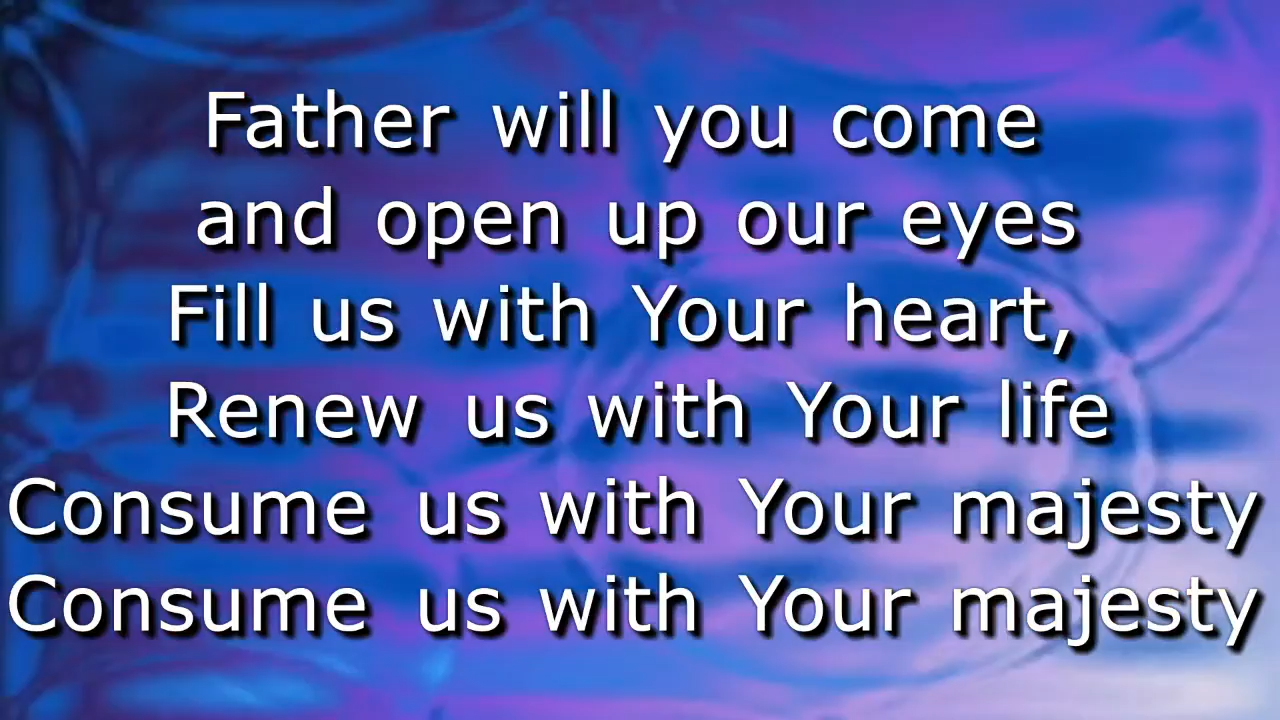 Father will you come
and open up our eyes
Fill us with Your heart,
Renew us with Your life
Consume us with Your majesty
Consume us with Your majesty